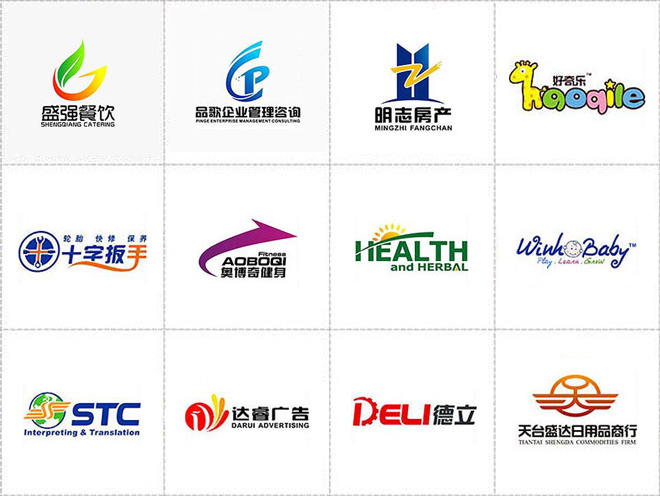 盛强餐饮
SHENGQIANG CATERING
品歌企业管理咨询
PINGE ENTERPRISE MANAGEMENT CONSULTING
明志房产
MINGZHI FANGCHAN
好奇乐™
haoqile
轮胎 快修 保养
十字扳手
Fitness
AOBOQI
奥博奇健身
HEALTH
and HERBAL
WinhoBaby™
Play . Learn . Grow
STC
Interpreting & Translation
达睿广告
DARUI ADVERTISING
DELI德立
天台盛达日用品商行
TIANTAI SHENGDA COMMODITIES FIRM